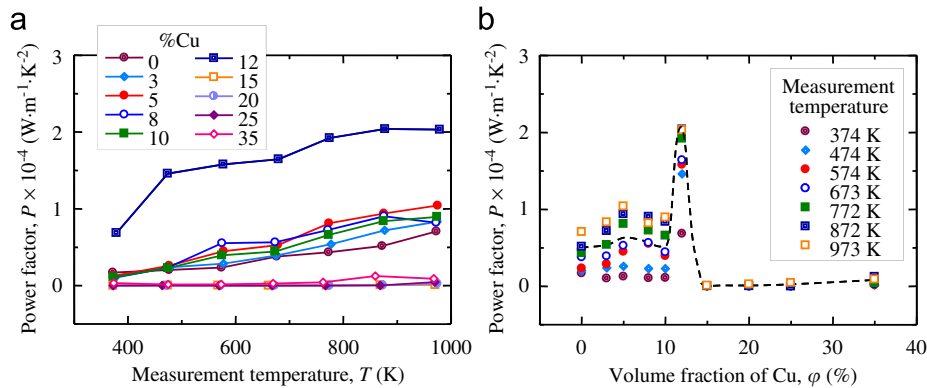 a
%Cu
0
3
5
8
10
12
15
20
25
35
3
2
1
0
Power factor, P × 10⁻⁴ (W·m⁻¹·K⁻²)
400
600
800
1000
Measurement temperature, T (K)
b
Measurement
temperature
374 K
474 K
574 K
673 K
772 K
872 K
973 K
3
2
1
0
Power factor, P × 10⁻⁴ (W·m⁻¹·K⁻²)
0
10
20
30
40
Volume fraction of Cu, φ (%)